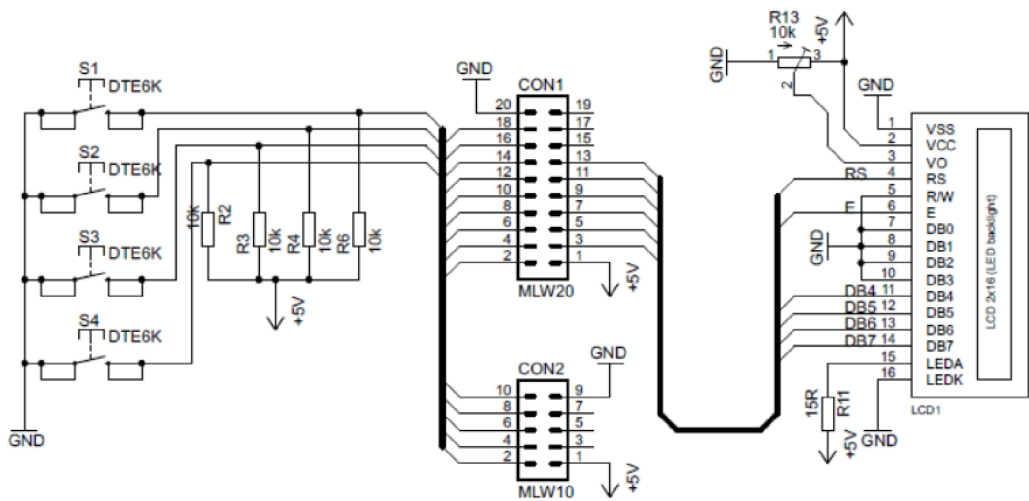 S1
DTE6K
S2
DTE6K
S3
DTE6K
S4
DTE6K
GND
10k
R2
R3
10k
R4
10k
R6
10k
+5V
GND
CON1
20 19
18 17
16 15
14 13
12 11
10 9
8 7
6 5
4 3
2 1
MLW20
+5V
CON2
GND
10 9
8 7
6 5
4 3
2 1
MLW10
+5V
R13
10k
+5V
GND
1 3
2
GND
1 VSS
2 VCC
3 VO
RS 4 RS
5 R/W
E 6 E
7 DB0
GND
8 DB1
9 DB2
10 DB3
DB4 11 DB4
DB5 12 DB5
DB6 13 DB6
DB7 14 DB7
15 LEDA
16 LEDK
LCD 2x16 (LED backlight)
LCD1
15R
R11
+5V
GND